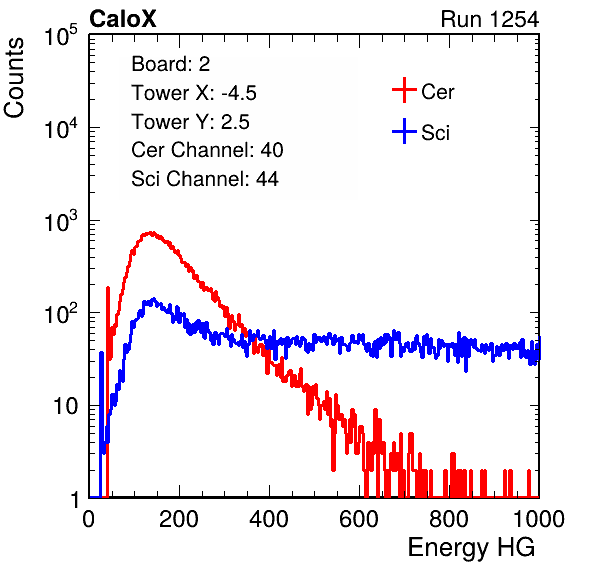 CaloX Run 1254
Counts
10^5
10^4
10^3
10^2
10
1
Board: 2
Tower X: -4.5
Tower Y: 2.5
Cer Channel: 40
Sci Channel: 44
Cer
Sci
0 200 400 600 800 1000
Energy HG